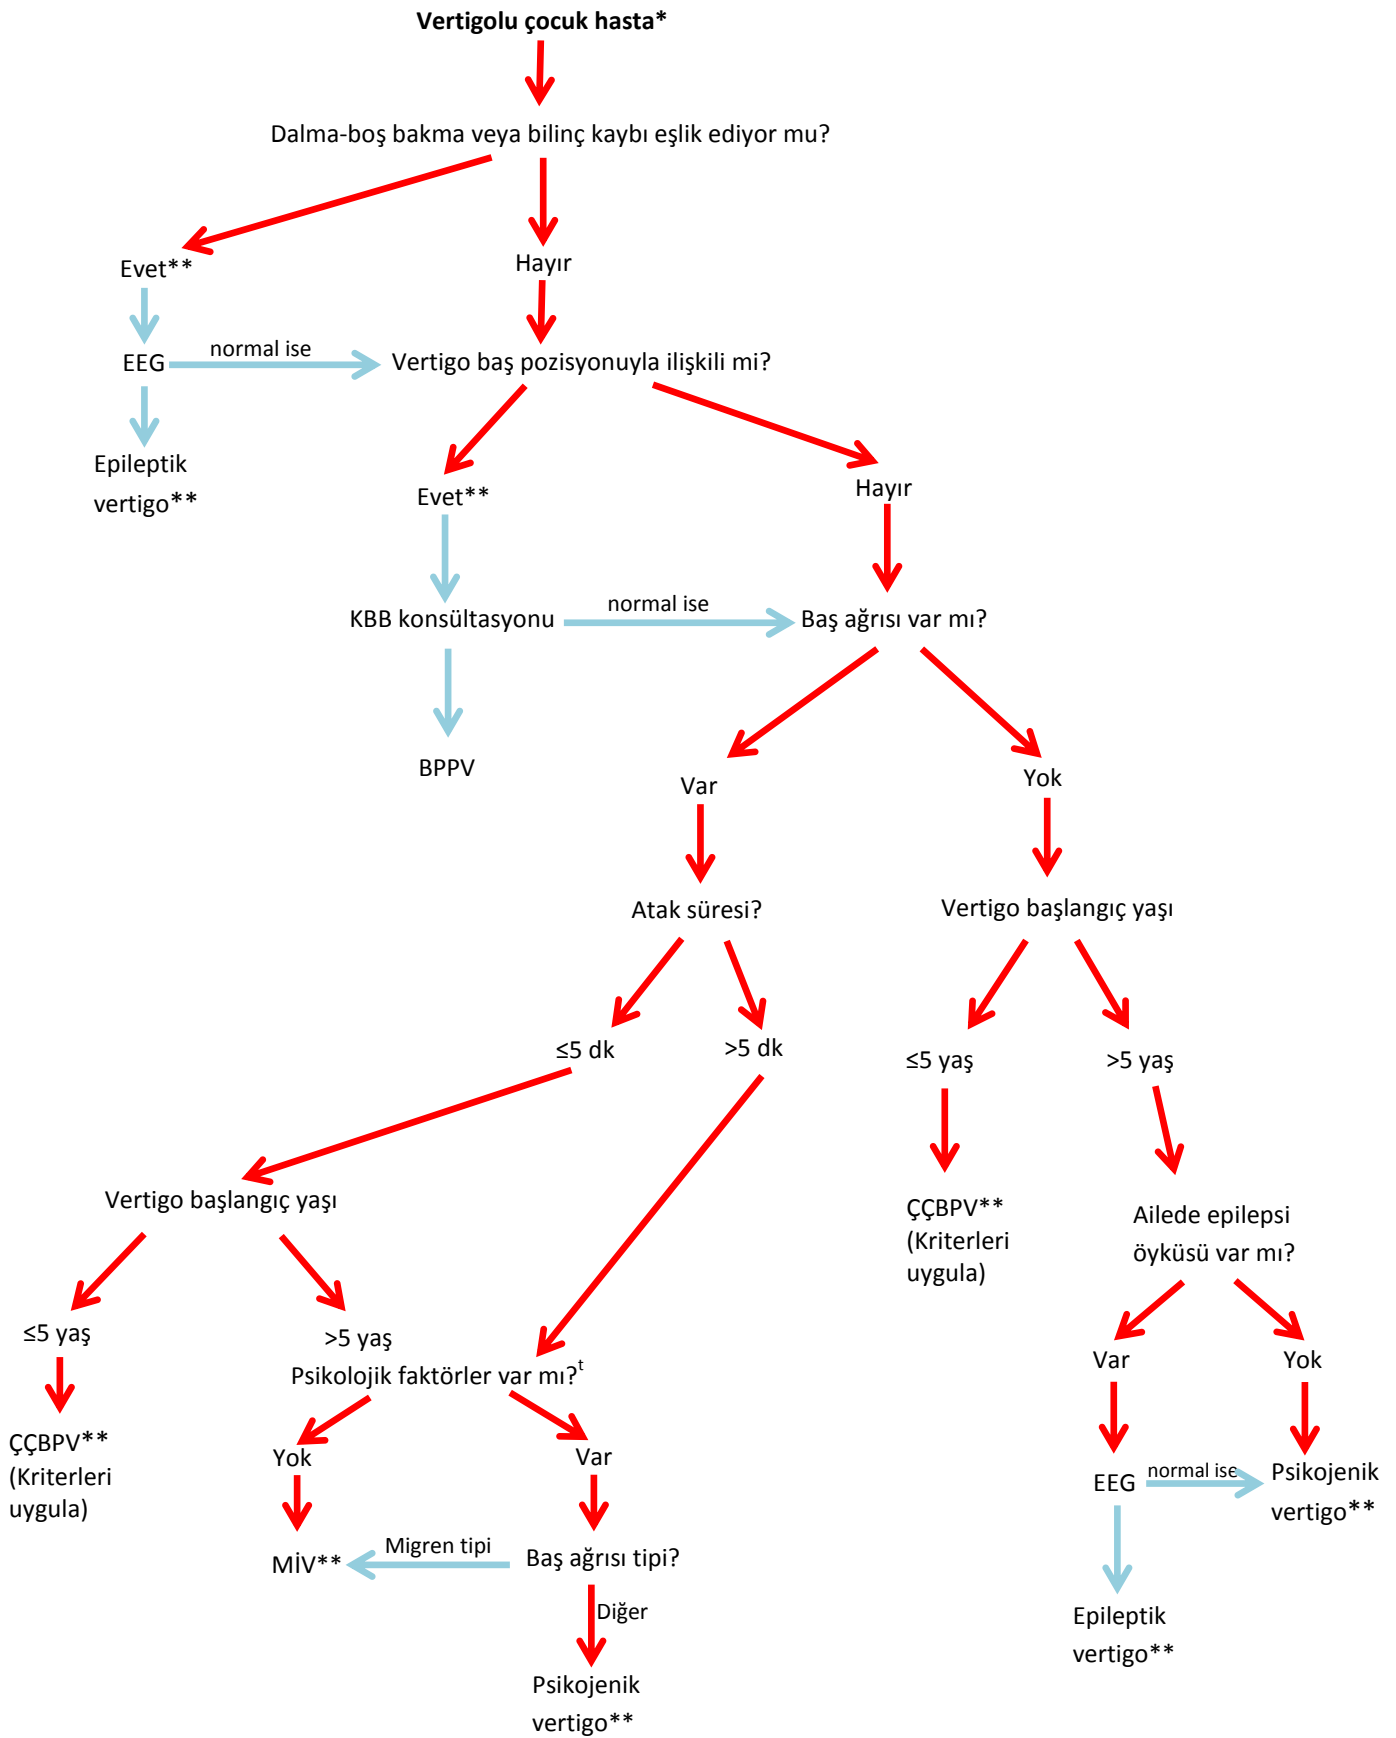 Vertigolu çocuk hasta*
Dalma-boş bakma veya bilinç kaybı eşlik ediyor mu?
Evet**
Hayır
EEG
normal ise
Vertigo baş pozisyonuyla ilişkili mi?
Epileptik
vertigo**
Evet**
Hayır
KBB konsültasyonu
normal ise
Baş ağrısı var mı?
BPPV
Var
Yok
Atak süresi?
Vertigo başlangıç yaşı
≤5 dk
>5 dk
≤5 yaş
>5 yaş
Vertigo başlangıç yaşı
ÇÇBPV**
(Kriterleri
uygula)
Ailede epilepsi
öyküsü var mı?
≤5 yaş
>5 yaş
Psikolojik faktörler var mı?ᵗ
Var
Yok
ÇÇBPV**
(Kriterleri
uygula)
Yok
Var
EEG
normal ise
Psikojenik
vertigo**
MİV**
Migren tipi
Baş ağrısı tipi?
Diğer
Epileptik
vertigo**
Psikojenik
vertigo**